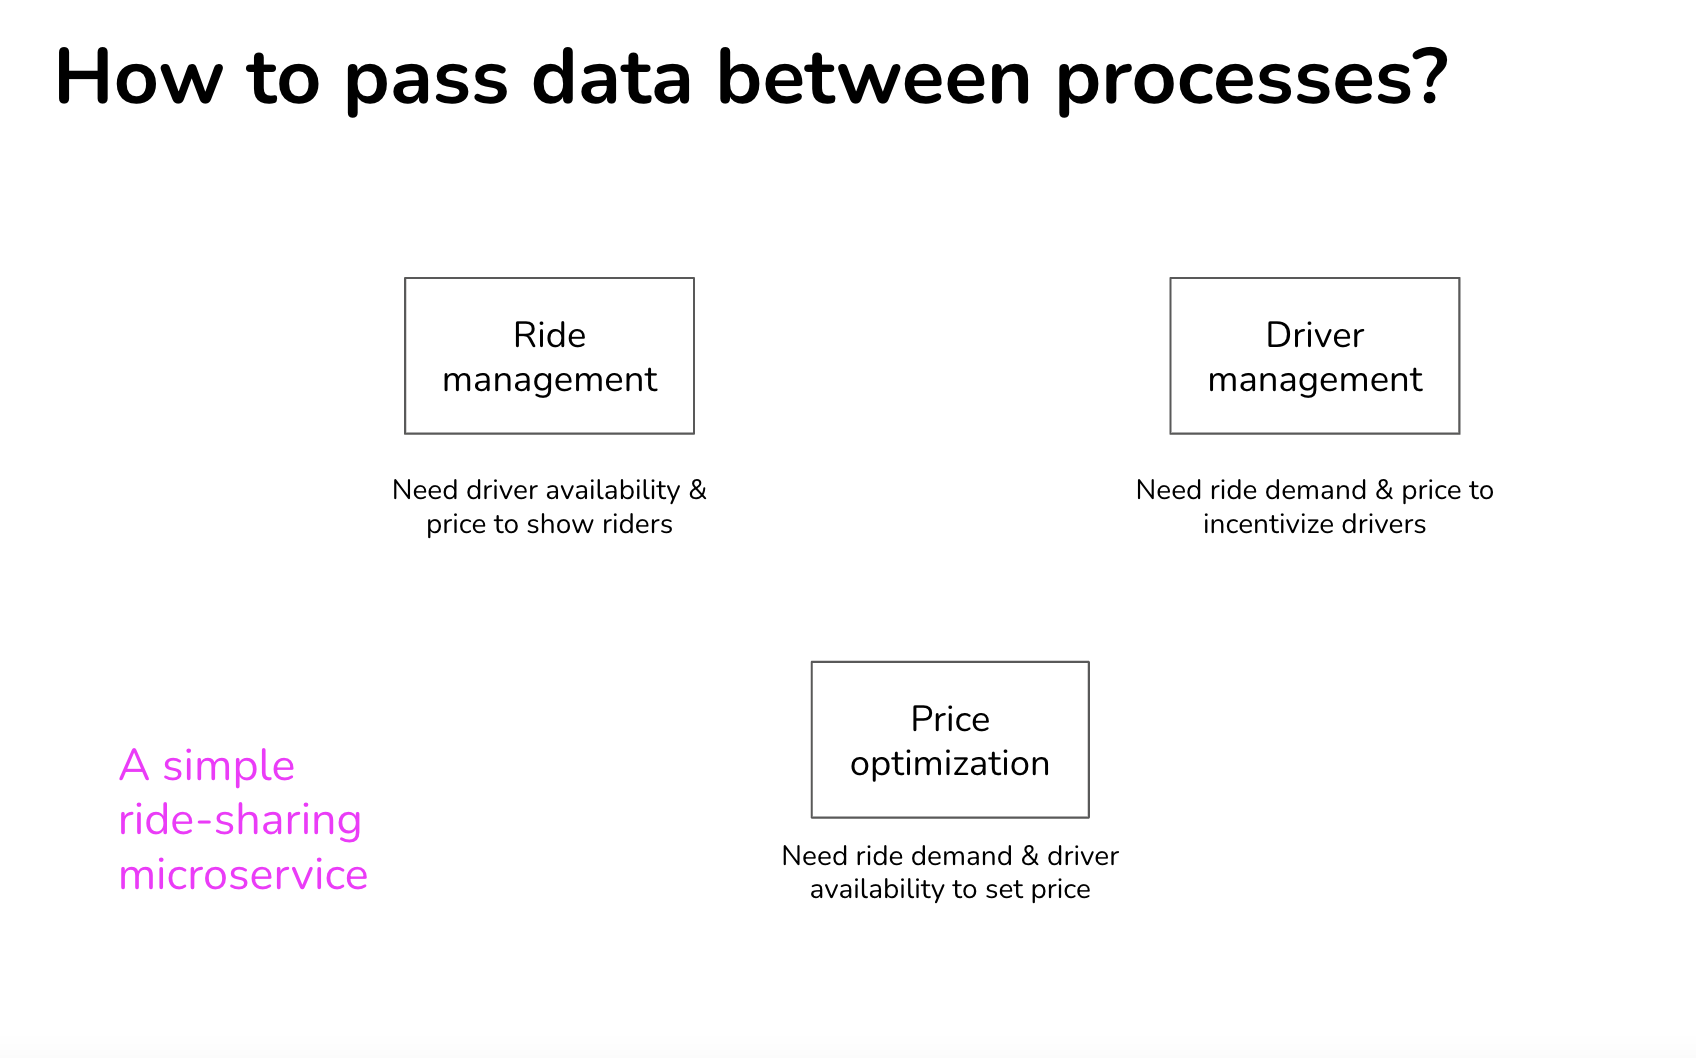 How to pass data between processes?
Ride
management
Driver
management
Need driver availability &
price to show riders
Need ride demand & price to
incentivize drivers
Price
optimization
A simple
ride-sharing
microservice
Need ride demand & driver
availability to set price